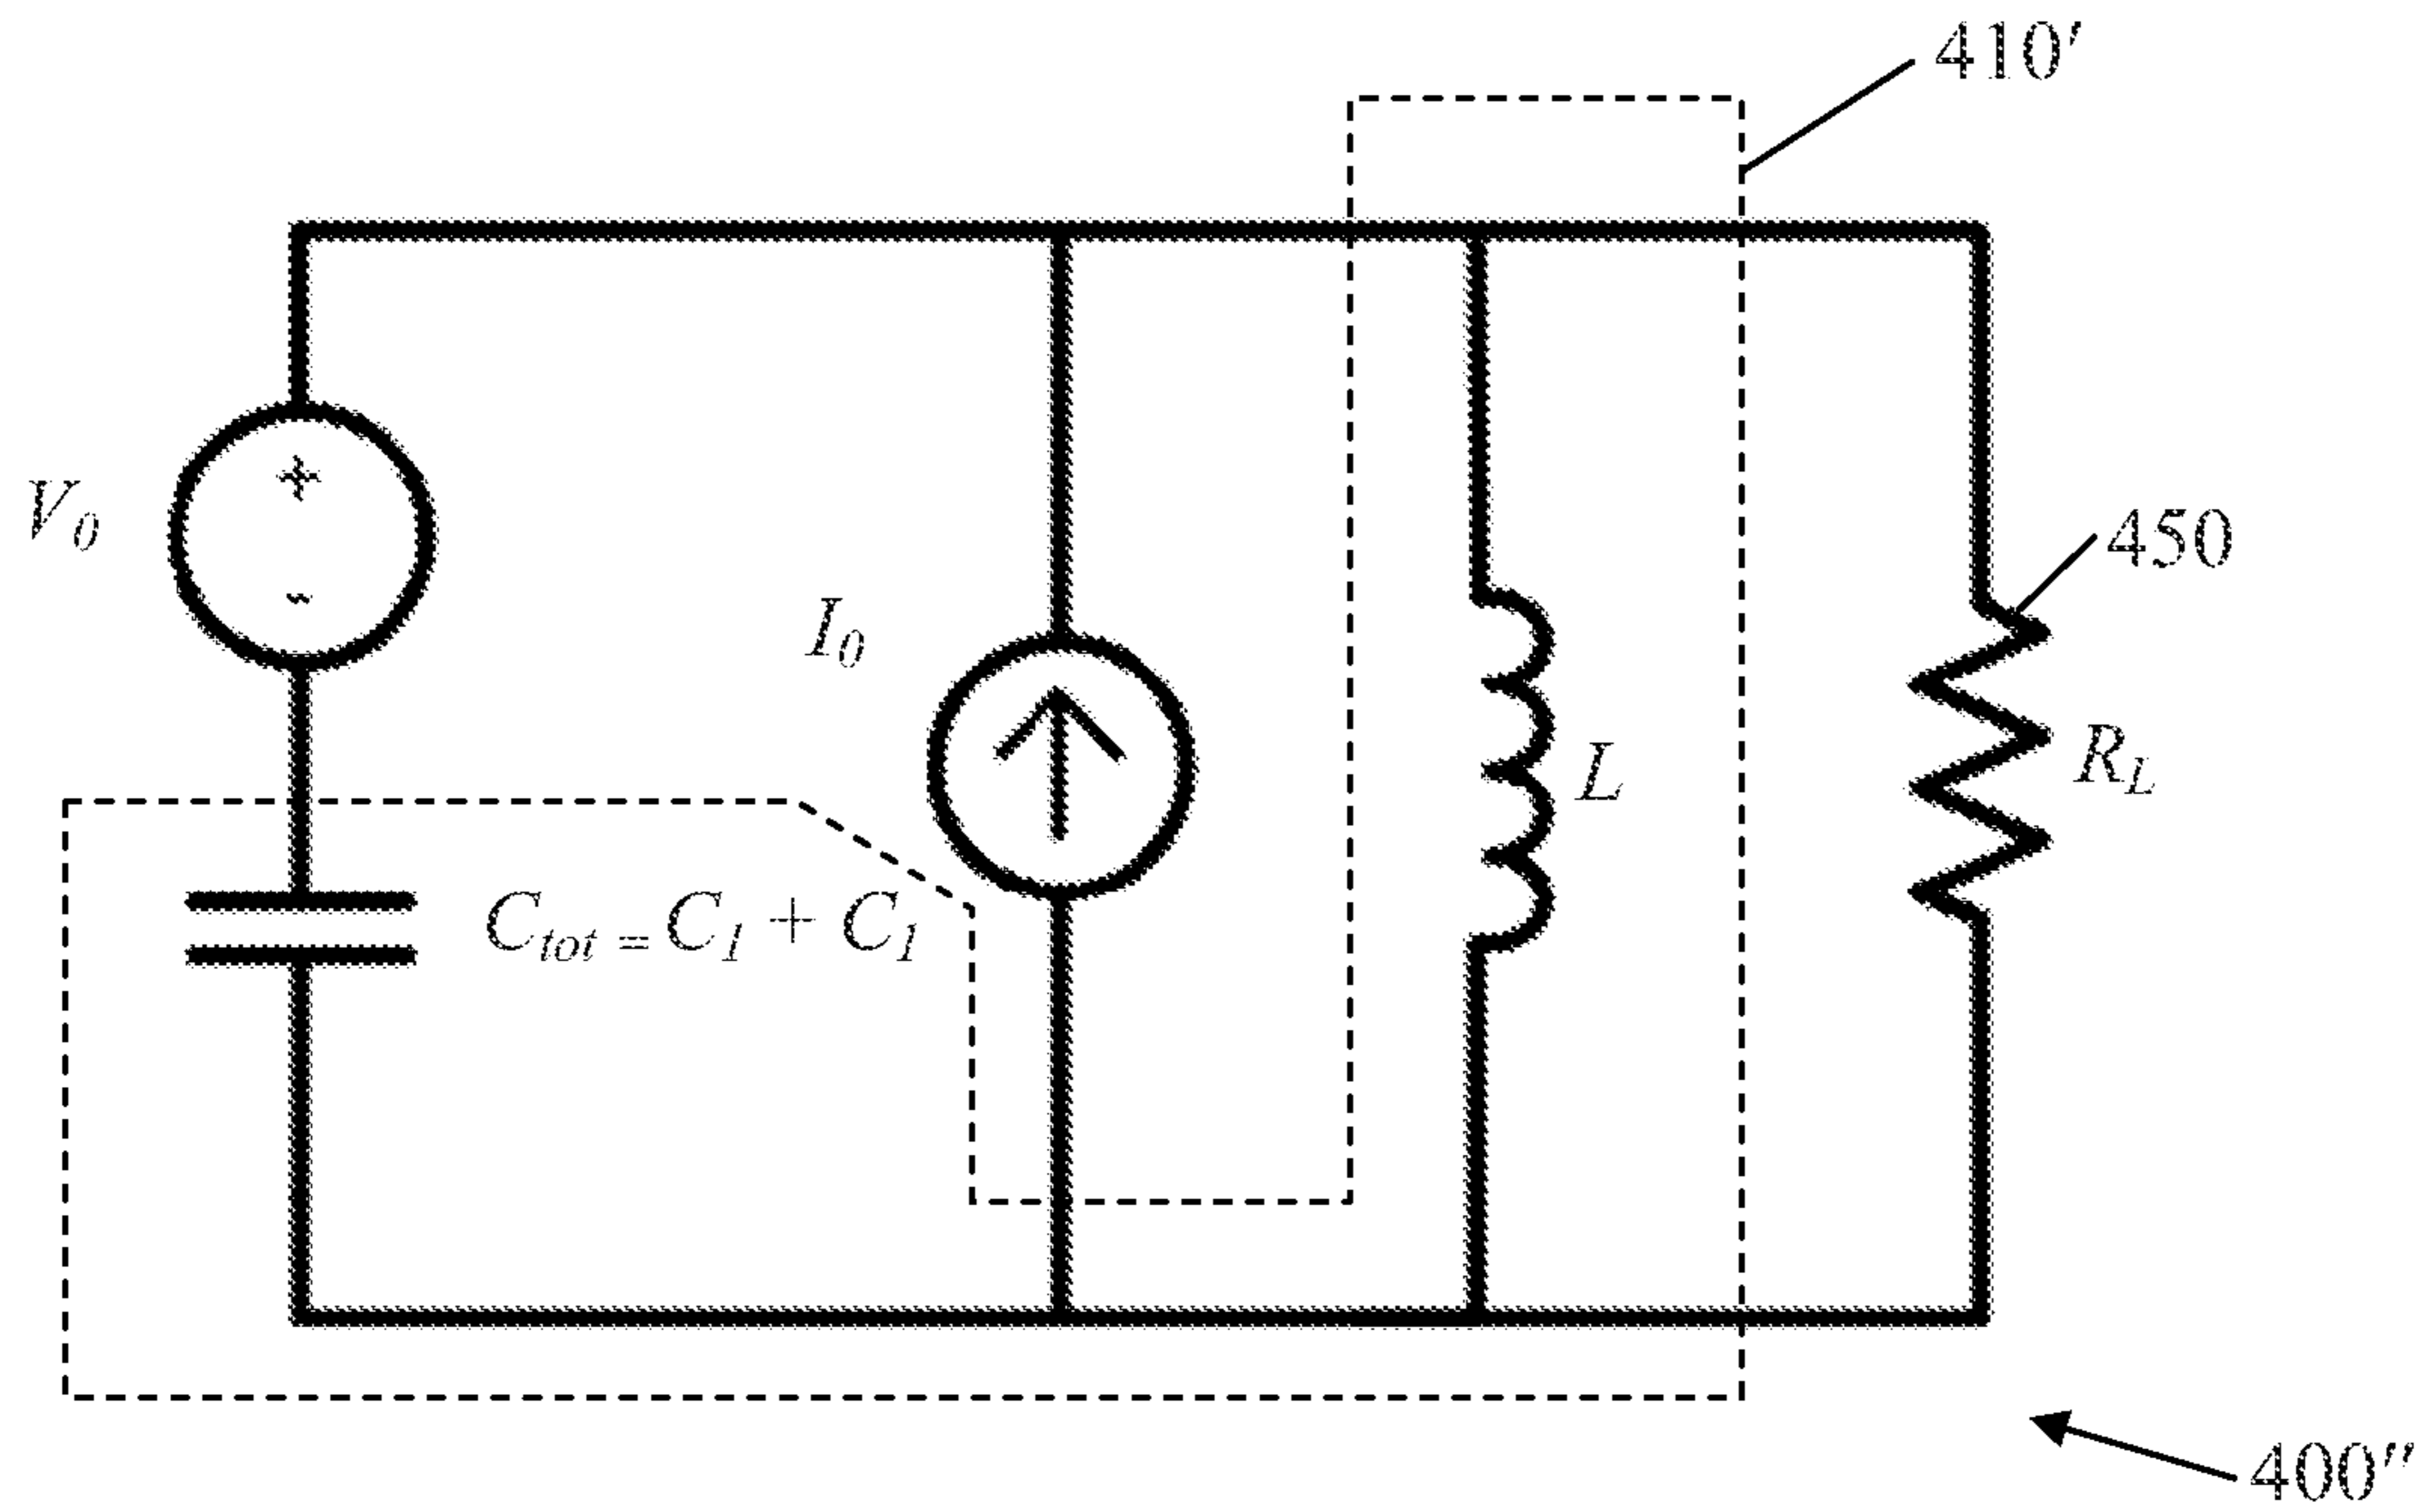 410′
V0
+
-
450
I0
L
RL
Ctot = C1 + C1
400″